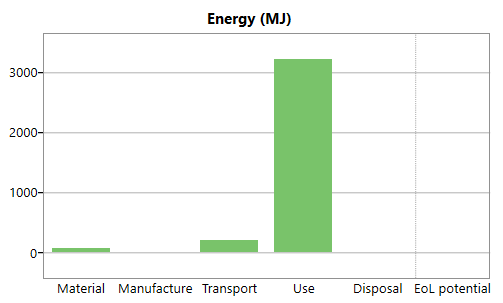 Energy (MJ)
3000
2000
1000
0
Material Manufacture Transport Use Disposal EoL potential